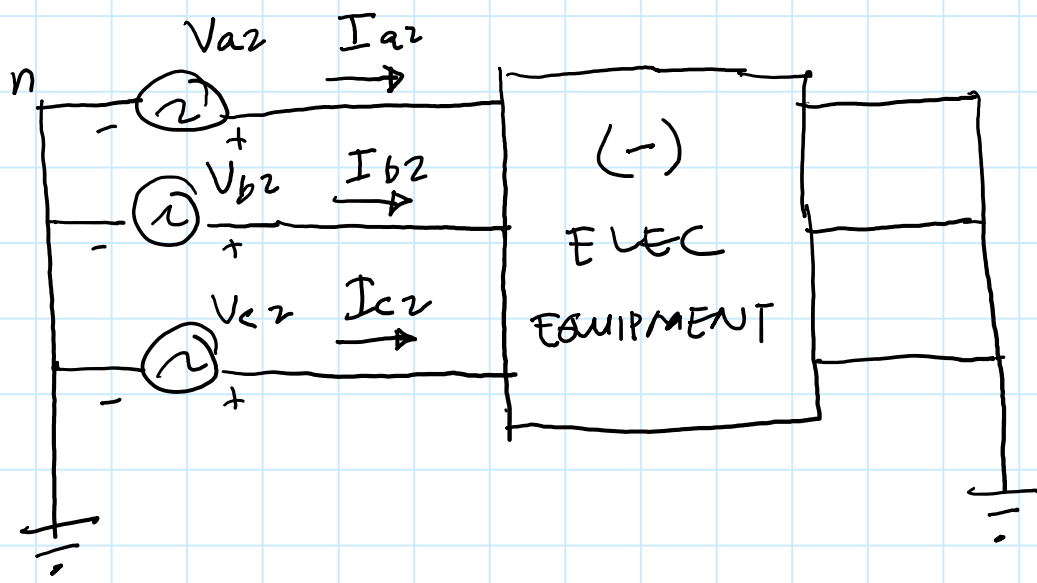 Va2 Ia2
n
- +
(-)
Vb2 Ib2
- +
ELEC
Vc2 Ic2
EQUIPMENT
- +